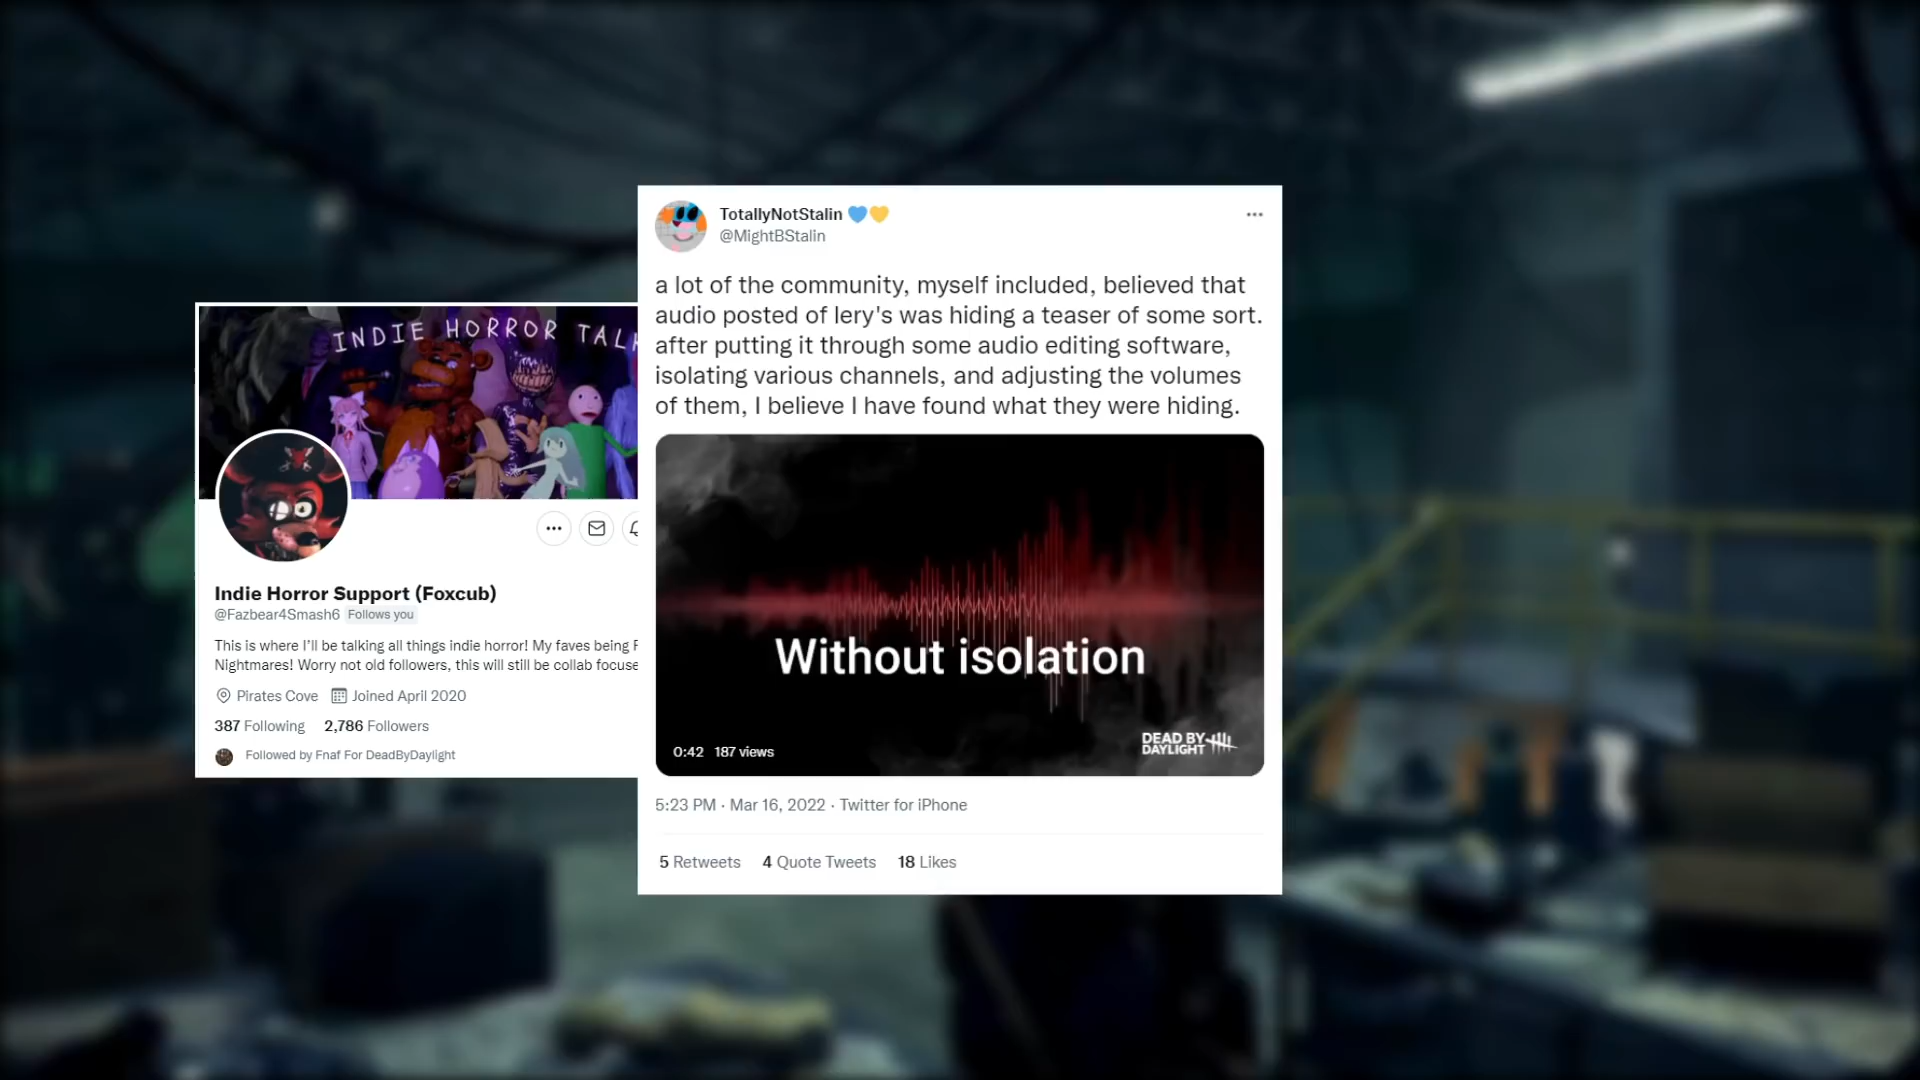 INDIE HORROR TALK
Indie Horror Support (Foxcub)
@Fazbear4Smash6 Follows you
This is where I'll be talking all things indie horror! My faves being
Nightmares! Worry not old followers, this will still be collab focuse
Pirates Cove Joined April 2020
387 Following 2,786 Followers
Followed by Fnaf For DeadByDaylight
TotallyNotStalin 💙💛
@MightBStalin
a lot of the community, myself included, believed that
audio posted of lery's was hiding a teaser of some sort.
after putting it through some audio editing software,
isolating various channels, and adjusting the volumes
of them, I believe I have found what they were hiding.
Without isolation
0:42 187 views
DEAD BY
DAYLIGHT
5:23 PM · Mar 16, 2022 · Twitter for iPhone
5 Retweets 4 Quote Tweets 18 Likes